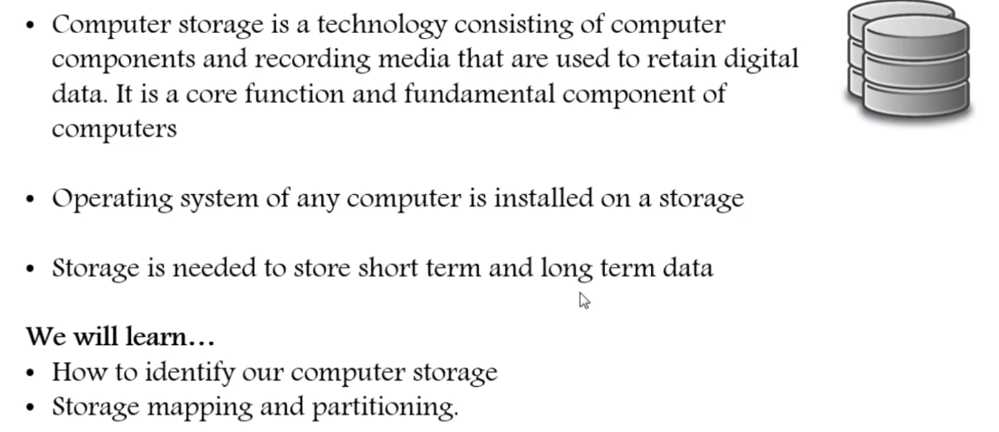 • Computer storage is a technology consisting of computer
components and recording media that are used to retain digital
data. It is a core function and fundamental component of
computers
• Operating system of any computer is installed on a storage
• Storage is needed to store short term and long term data
We will learn...
• How to identify our computer storage
• Storage mapping and partitioning.